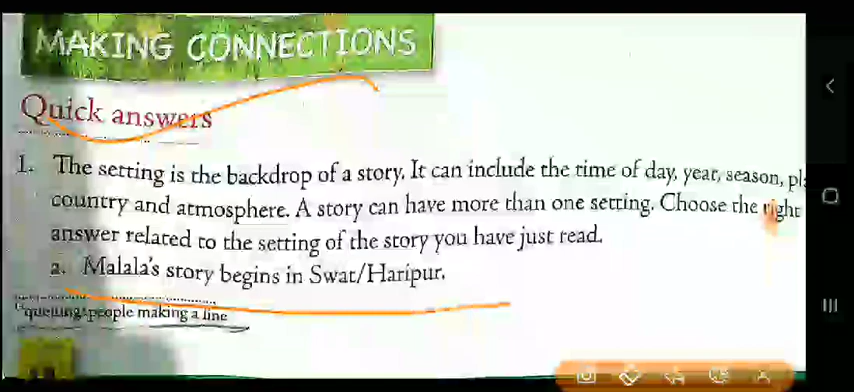 MAKING CONNECTIONS
Quick answers
1. The setting is the backdrop of a story. It can include the time of day, year, season,
country and atmosphere. A story can have more than one setting. Choose the right
answer related to the setting of the story you have just read.
a. Malala's story begins in Swat/Haripur.
queuing: people making a line